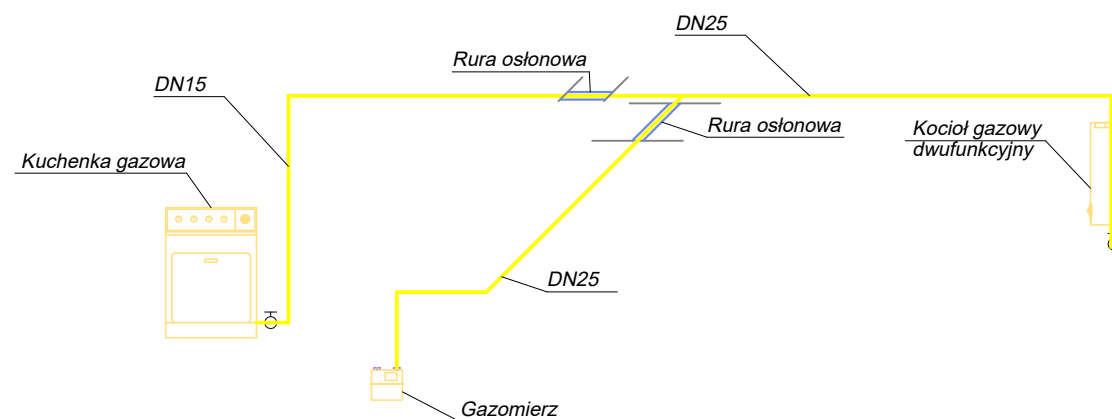 DN25
Rura osłonowa
DN15
Rura osłonowa
Kocioł gazowy
dwufunkcyjny
Kuchenka gazowa
DN25
Gazomierz